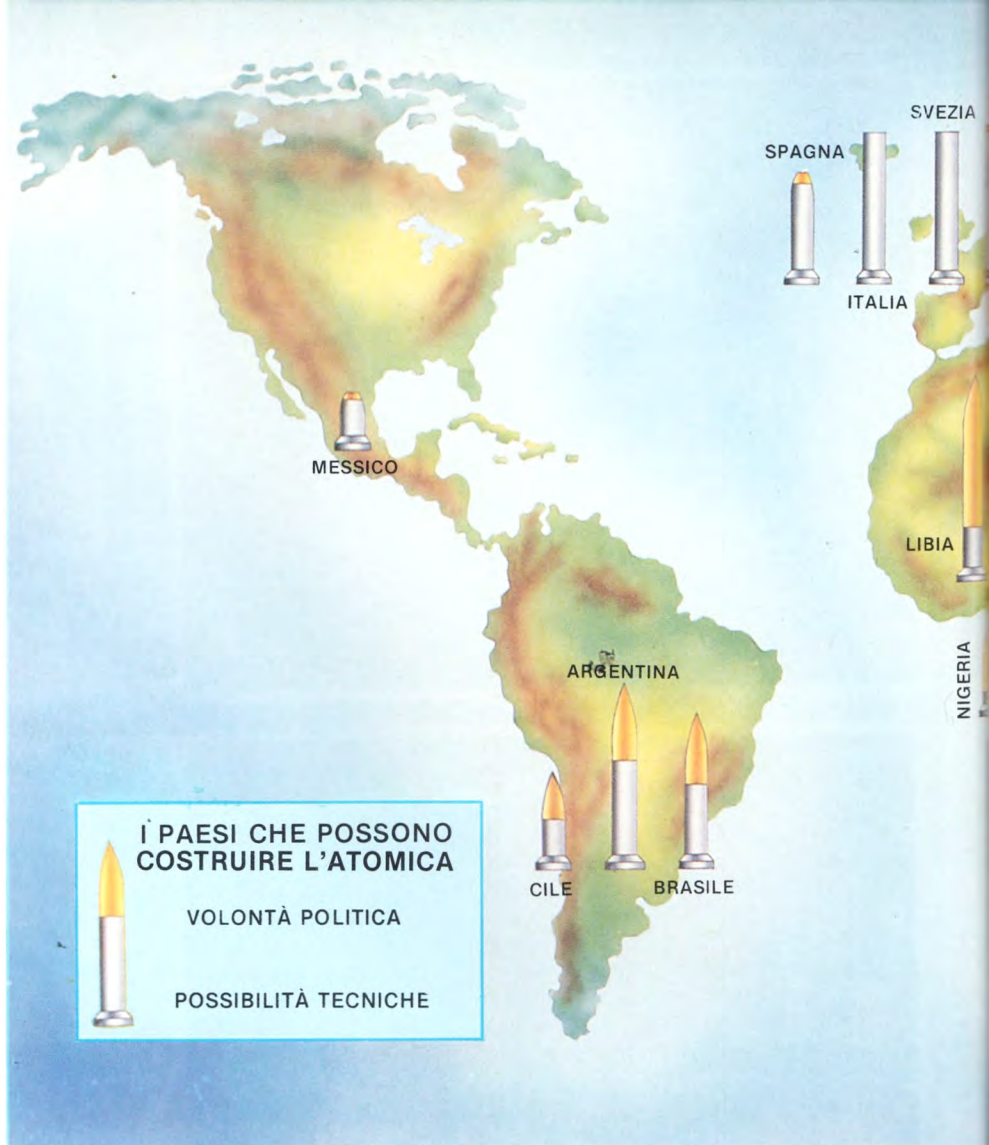 SVEZIA
SPAGNA
ITALIA
MESSICO
LIBIA
NIGERIA
ARGENTINA
CILE
BRASILE
I PAESI CHE POSSONO
COSTRUIRE L'ATOMICA
VOLONTÀ POLITICA
POSSIBILITÀ TECNICHE